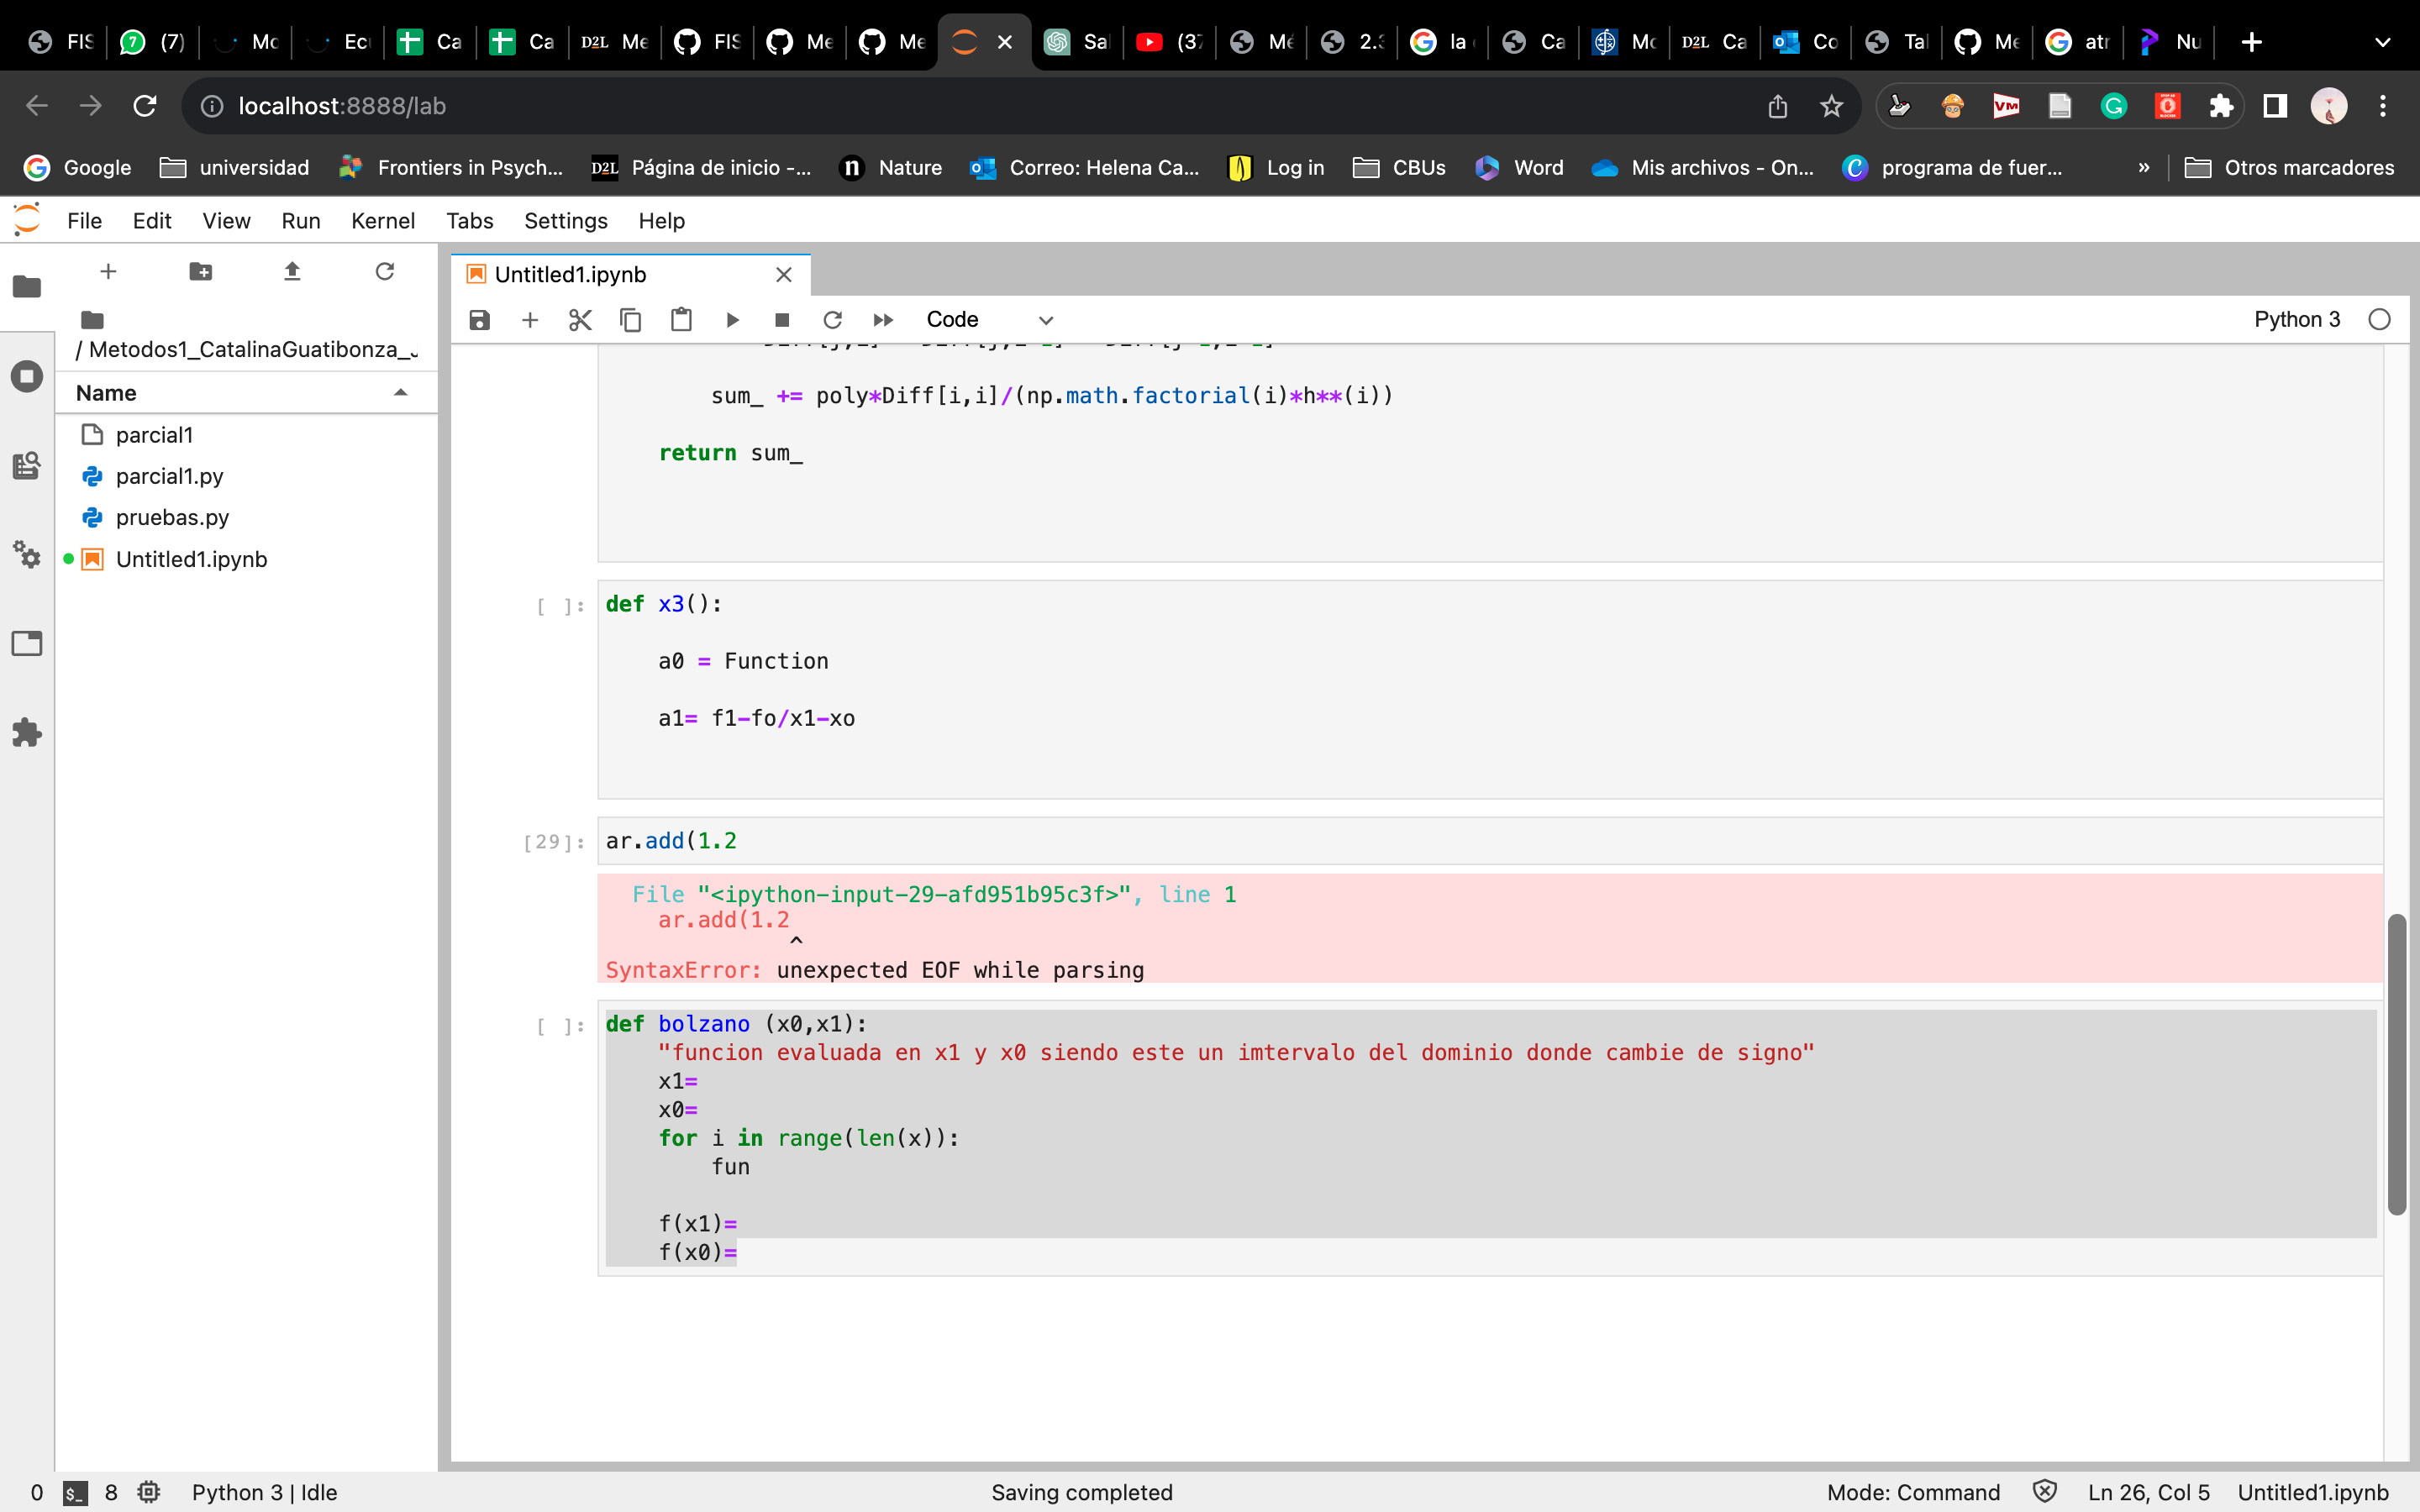 FIS (7) Mc Ec Ca Ca D2L Me FIS Me Me Sa (37 Mé 2.3 la Ca Mc D2L Ca Co Tal Me atr Nu
localhost:8888/lab
Google universidad Frontiers in Psych... D2L Página de inicio -... n Nature Correo: Helena Ca... Log in CBUs Word Mis archivos - On... programa de fuer... » Otros marcadores
File Edit View Run Kernel Tabs Settings Help
Untitled1.ipynb
Code Python 3
/ Metodos1_CatalinaGuatibonza_
Name
parcial1
parcial1.py
pruebas.py
Untitled1.ipynb
sum_ += poly*Diff[i,i]/(np.math.factorial(i)*h**(i))
return sum_
[ ]: def x3():
a0 = Function
a1= f1-fo/x1-xo
[29]: ar.add(1.2
File "<ipython-input-29-afd951b95c3f>", line 1
ar.add(1.2
^
SyntaxError: unexpected EOF while parsing
[ ]: def bolzano (x0,x1):
"funcion evaluada en x1 y x0 siendo este un imtervalo del dominio donde cambie de signo"
x1=
x0=
for i in range(len(x)):
fun
f(x1)=
f(x0)=
0 $_ 8 Python 3 | Idle Saving completed Mode: Command Ln 26, Col 5 Untitled1.ipynb